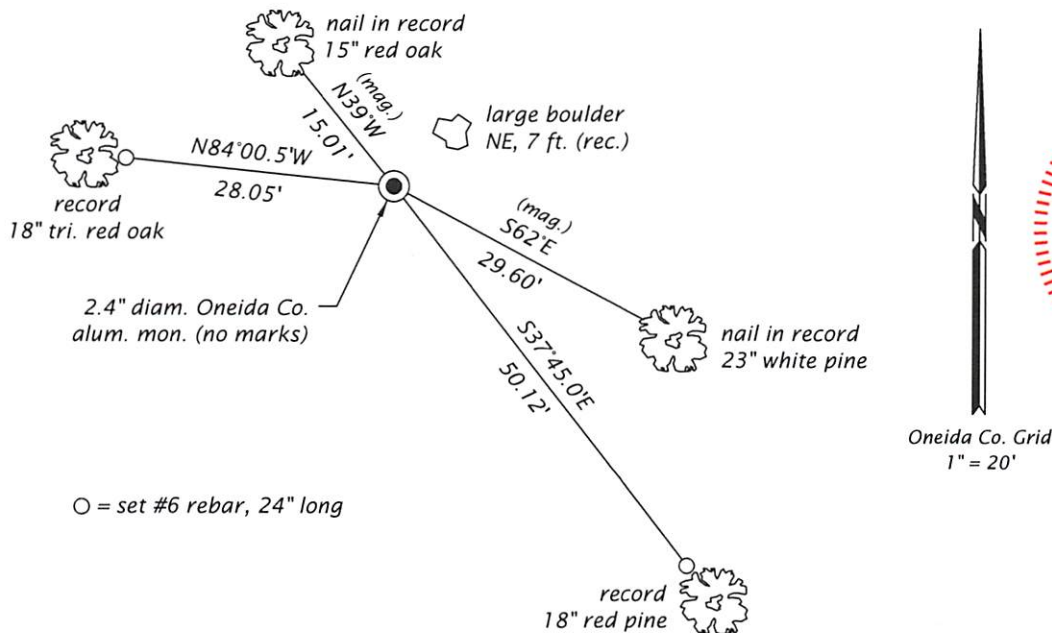 nail in record
15" red oak
(mag.)
N39°W
15.01'
large boulder
NE, 7 ft. (rec.)
N84°00.5'W
28.05'
record
18" tri. red oak
(mag.)
S62°E
29.60'
2.4" diam. Oneida Co.
alum. mon. (no marks)
nail in record
23" white pine
S37°45.0'E
50.12'
N
Oneida Co. Grid
1" = 20'
= set #6 rebar, 24" long
record
18" red pine